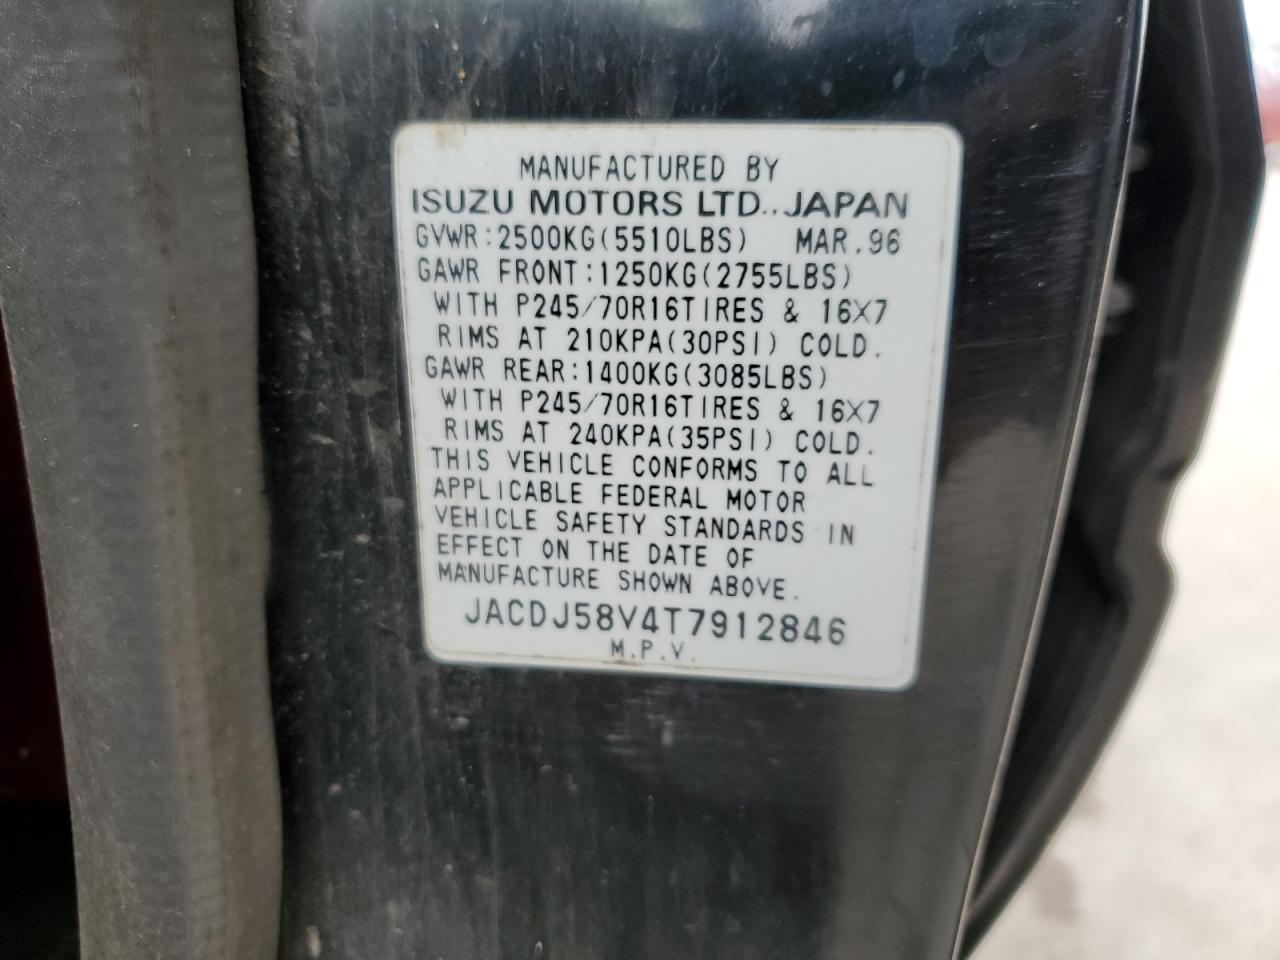 MANUFACTURED BY
ISUZU MOTORS LTD., JAPAN
GVWR:2500KG(5510LBS) MAR.96
GAWR FRONT:1250KG(2755LBS)
WITH P245/70R16TIRES & 16X7
RIMS AT 210KPA(30PSI) COLD.
GAWR REAR:1400KG(3085LBS)
WITH P245/70R16TIRES & 16X7
RIMS AT 240KPA(35PSI) COLD.
THIS VEHICLE CONFORMS TO ALL
APPLICABLE FEDERAL MOTOR
VEHICLE SAFETY STANDARDS IN
EFFECT ON THE DATE OF
MANUFACTURE SHOWN ABOVE.
JACDJ58V4T7912846
M.P.V.